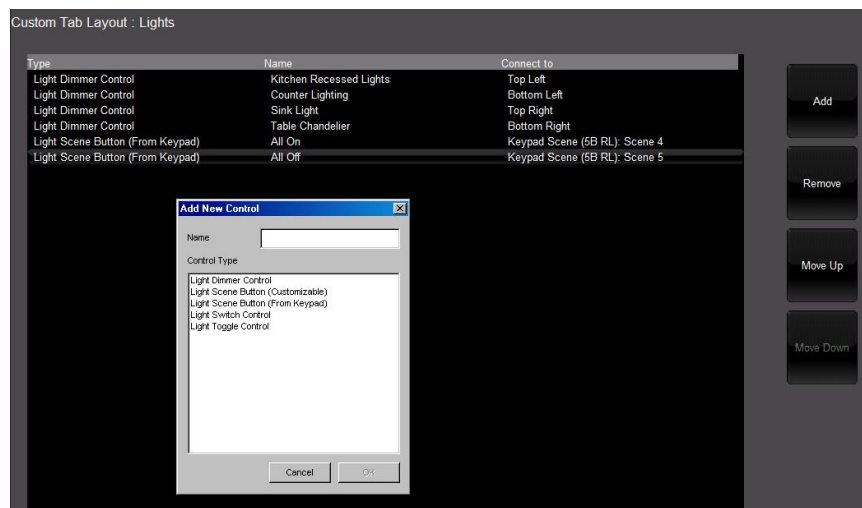 Custom Tab Layout : Lights
Type Name Connect to
Light Dimmer Control Kitchen Recessed Lights Top Left
Light Dimmer Control Counter Lighting Bottom Left
Light Dimmer Control Sink Light Top Right
Light Dimmer Control Table Chandelier Bottom Right
Light Scene Button (From Keypad) All On Keypad Scene (5B RL): Scene 4
Light Scene Button (From Keypad) All Off Keypad Scene (5B RL): Scene 5
Add
Remove
Move Up
Move Down
Add New Control
Name
Control Type
Light Dimmer Control
Light Scene Button (Customizable)
Light Scene Button (From Keypad)
Light Switch Control
Light Toggle Control
Cancel OK